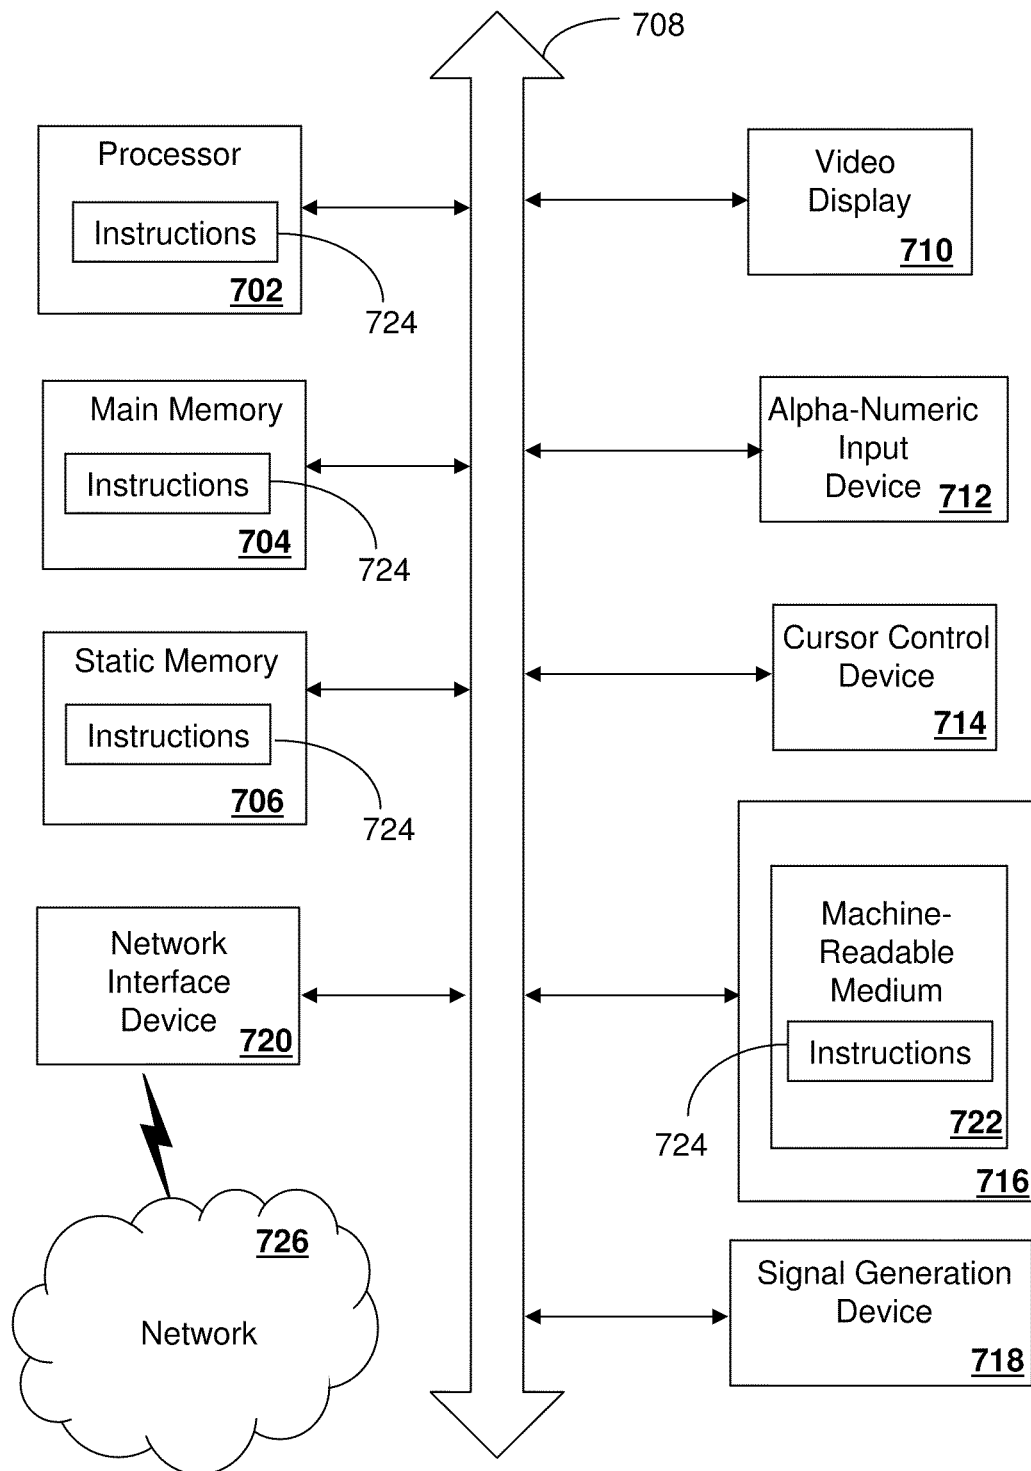 708
Processor
Instructions
702
724
Main Memory
Instructions
704
724
Static Memory
Instructions
706
724
Network
Interface
Device
720
726
Network
Video
Display
710
Alpha-Numeric
Input
Device
712
Cursor Control
Device
714
Machine-
Readable
Medium
Instructions
722
724
716
Signal Generation
Device
718